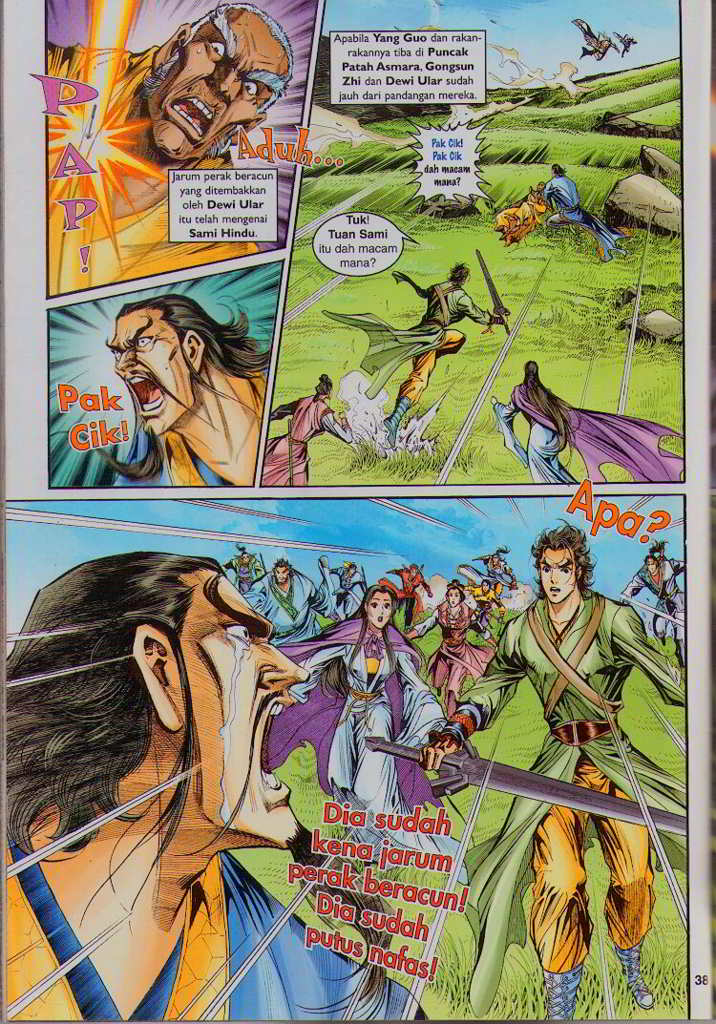 PAP!
Aduh...
Jarum perak beracun
yang ditembakkan
oleh Dewi Ular
itu telah mengenai
Sami Hindu.
Apabila Yang Guo dan rakan-
rakannya tiba di Puncak
Patah Asmara, Gongsun
Zhi dan Dewi Ular sudah
jauh dari pandangan mereka.
Pak Cik!
Pak Cik
dah macam
mana?
Tuk!
Tuan Sami
itu dah macam
mana?
Pak
Cik!
Apa?
Dia sudah
kena jarum
perak beracun!
Dia sudah
putus nafas!
38